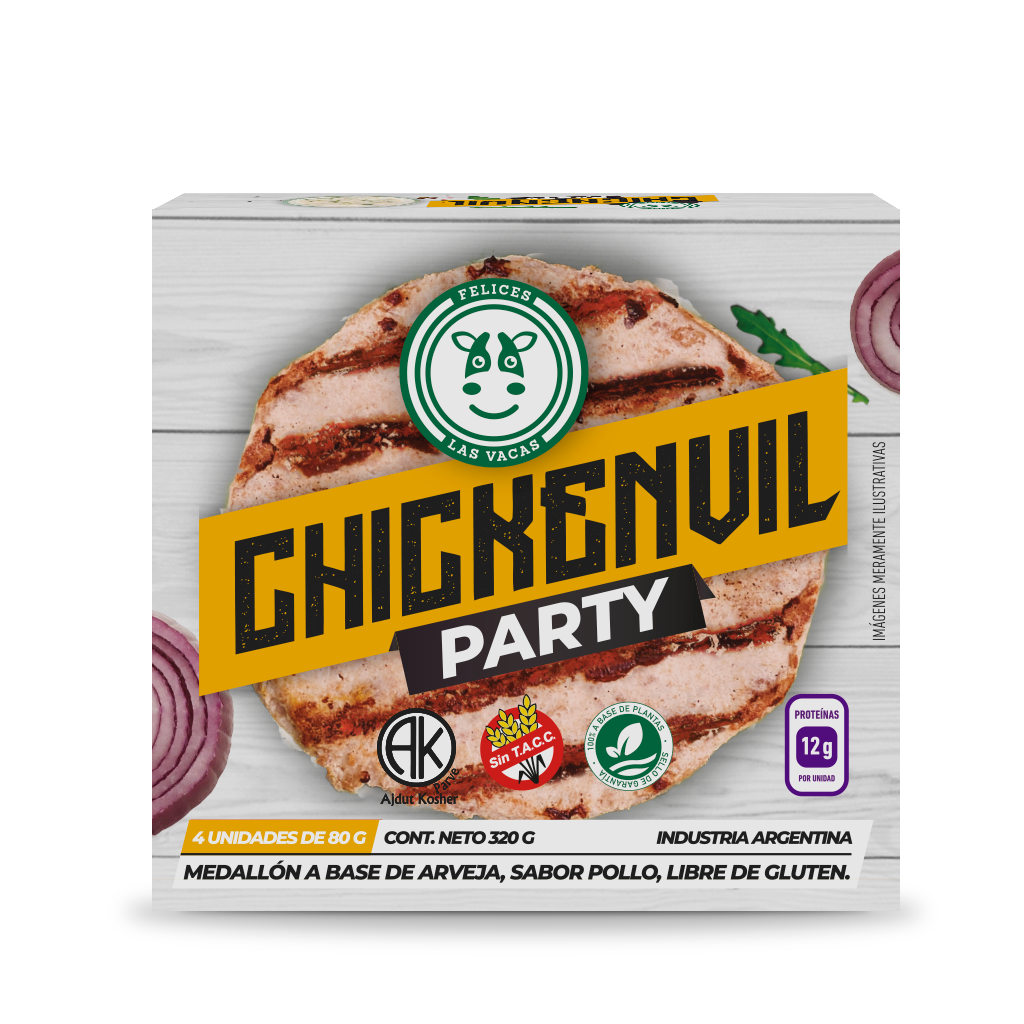 FELICES
LAS VACAS
CHICKENVIL
PARTY
IMÁGENES MERAMENTE ILUSTRATIVAS
AK
Parve
Ajdut Kosher
Sin T.A.C.C.
100% A BASE DE PLANTAS
SELLO DE GARANTÍA
PROTEÍNAS
12 g
POR UNIDAD
4 UNIDADES DE 80 G CONT. NETO 320 G INDUSTRIA ARGENTINA
MEDALLÓN A BASE DE ARVEJA, SABOR POLLO, LIBRE DE GLUTEN.